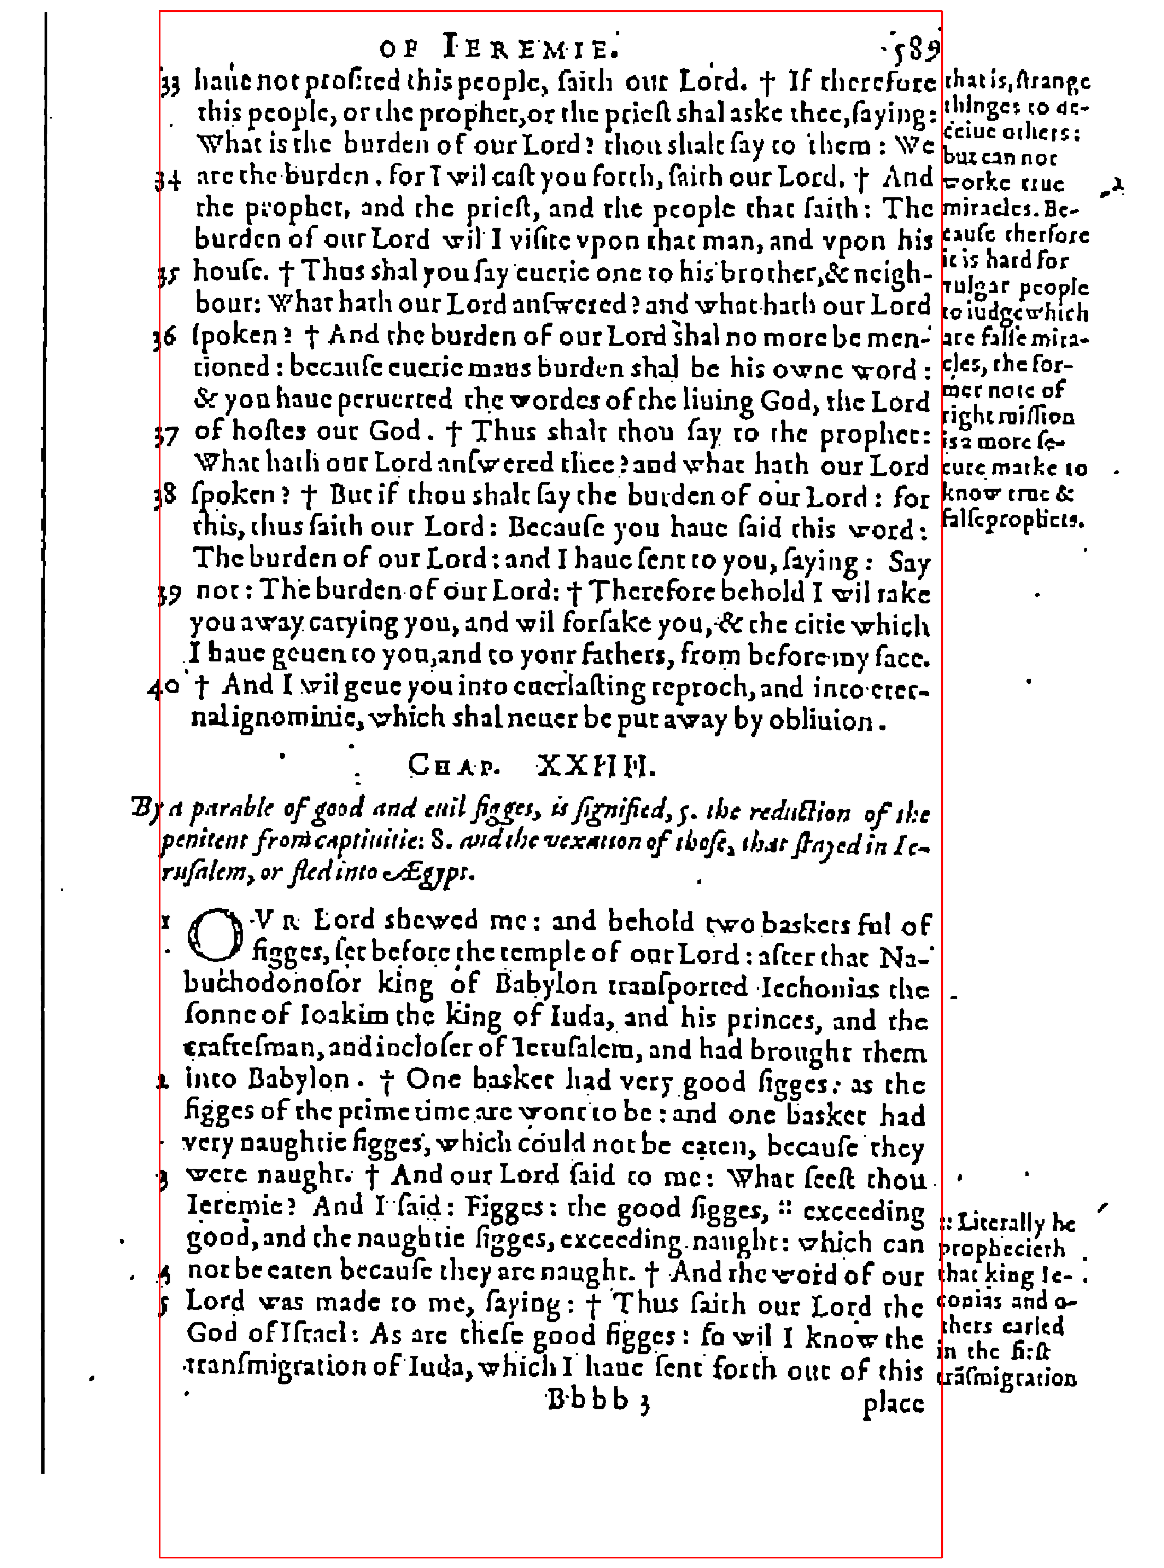 OF IEREMIE. 589
33 haue not profited this people, ſaith our Lord. † If therefore
this people, or the prophet, or the prieſt shal aske thee, ſaying:
What is the burden of our Lord? thou shalt ſay to them: We
34 are the burden. for I wil caſt you forth, ſaith our Lord. † And
the prophet, and the prieſt, and the people that ſaith: The
burden of our Lord wil I viſite vpon that man, and vpon his
35 houſe. † Thus shal you ſay euerie one to his brother, & neigh-
bour: What hath our Lord anſwered? and what hath our Lord
36 ſpoken? † And the burden of our Lord shal no more be men-
tioned: becauſe euerie mans burden shal be his owne word:
& you haue peruerted the wordes of the liuing God, the Lord
37 of hoſtes our God. † Thus shalt thou ſay to the prophet:
What hath our Lord anſwered thee? and what hath our Lord
38 ſpoken? † But if thou shalt ſay the burden of our Lord: for
this, thus ſaith our Lord: Becauſe you haue ſaid this word:
The burden of our Lord: and I haue ſent to you, ſaying: Say
39 not: The burden of our Lord: † Therefore behold I wil take
you away carying you, and wil forſake you, & the citie which
I haue geuen to you, and to your fathers, from before my face.
40 † And I wil geue you into euerlaſting reproch, and into eter-
nal ignominie, which shal neuer be put away by obliuion.
that is, ſtrange
thinges to de-
ceiue others:
but can not
worke true
miracles. Be-
cauſe therfore
it is hard for
vulgar people
to iudge which
are falſe mira-
cles, the for-
mer note of
right miſſion
is a more ſe-
cure marke to
know true &
falſe prophets.
CHAP. XXIIII.
By a parable of good and euil figges, is ſignified, 5. the reduction of the
penitent from captiuitie: 8. and the vexation of thoſe, that ſtayed in Ie-
ruſalem, or fled into Ægypt.
1 OVR Lord shewed me: and behold two baskets ful of
figges, ſet before the temple of our Lord: after that Na-
buchodonoſor king of Babylon tranſported Iechonias the
ſonne of Ioakim the king of Iuda, and his princes, and the
crafteſman, and incloſer of Ieruſalem, and had brought them
2 into Babylon. † One basket had very good figges: as the
figges of the prime time are wont to be: and one basket had
very naughtie figges, which could not be eaten, becauſe they
3 were naught. † And our Lord ſaid to me: What ſeeſt thou
Ieremie? And I ſaid: Figges: the good figges, :: exceeding
good, and the naughtie figges, exceeding naught: which can
4 not be eaten becauſe they are naught. † And the word of our
5 Lord was made to me, ſaying: † Thus ſaith our Lord the
God of Iſrael: As are theſe good figges: ſo wil I know the
tranſmigration of Iuda, which I haue ſent forth out of this
:: Literally he
prophecieth
that king Ie-
conias and o-
thers caried
in the firſt
trãſmigration
Bbbb 3 place